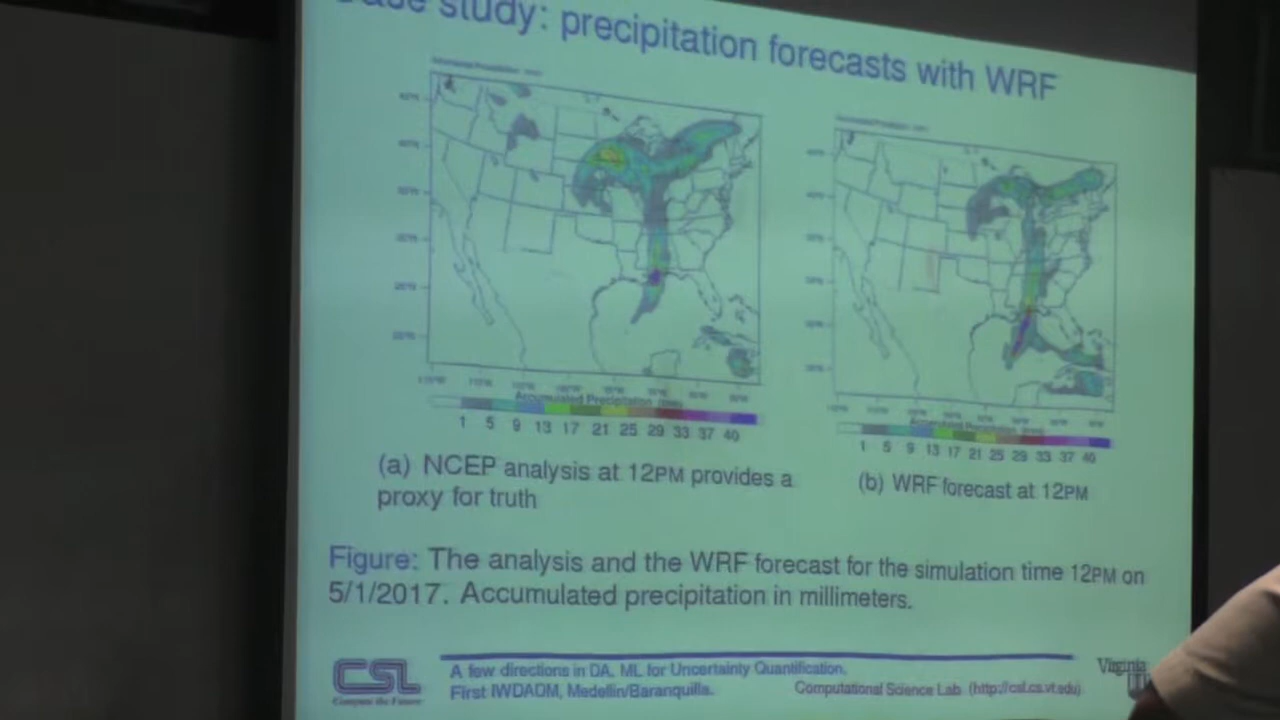 study: precipitation forecasts with WRF
Accumulated Precipitation
1 5 9 13 17 21 25 29 33 37 40
1 5 9 13 17 21 25 29 33 37 40
(a) NCEP analysis at 12PM provides a
proxy for truth
(b) WRF forecast at 12PM
Figure: The analysis and the WRF forecast for the simulation time 12PM on
5/1/2017. Accumulated precipitation in millimeters.
CSL
Compute the Future
A few directions in DA, ML for Uncertainty Quantification.
First IWDADM, Medellin/Baranquilla.
Computational Science Lab (http://csl.cs.vt.edu)
Virginia